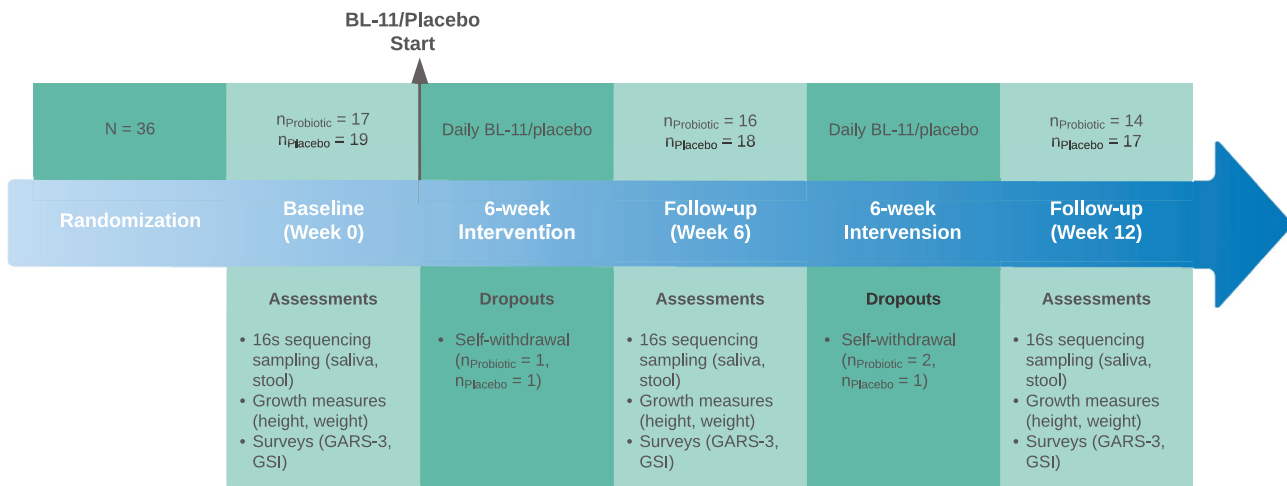 BL-11/Placebo
Start
N = 36
nProbiotic = 17
nPlacebo = 19
Daily BL-11/placebo
nProbiotic = 16
nPlacebo = 18
Daily BL-11/placebo
nProbiotic = 14
nPlacebo = 17
Randomization
Baseline
(Week 0)
6-week
Intervention
Follow-up
(Week 6)
6-week
Intervension
Follow-up
(Week 12)
Assessments
• 16s sequencing
sampling (saliva,
stool)
• Growth measures
(height, weight)
• Surveys (GARS-3,
GSI)
Dropouts
• Self-withdrawal
(nProbiotic = 1,
nPlacebo = 1)
Assessments
• 16s sequencing
sampling (saliva,
stool)
• Growth measures
(height, weight)
• Surveys (GARS-3,
GSI)
Dropouts
• Self-withdrawal
(nProbiotic = 2,
nPlacebo = 1)
Assessments
• 16s sequencing
sampling (saliva,
stool)
• Growth measures
(height, weight)
• Surveys (GARS-3,
GSI)